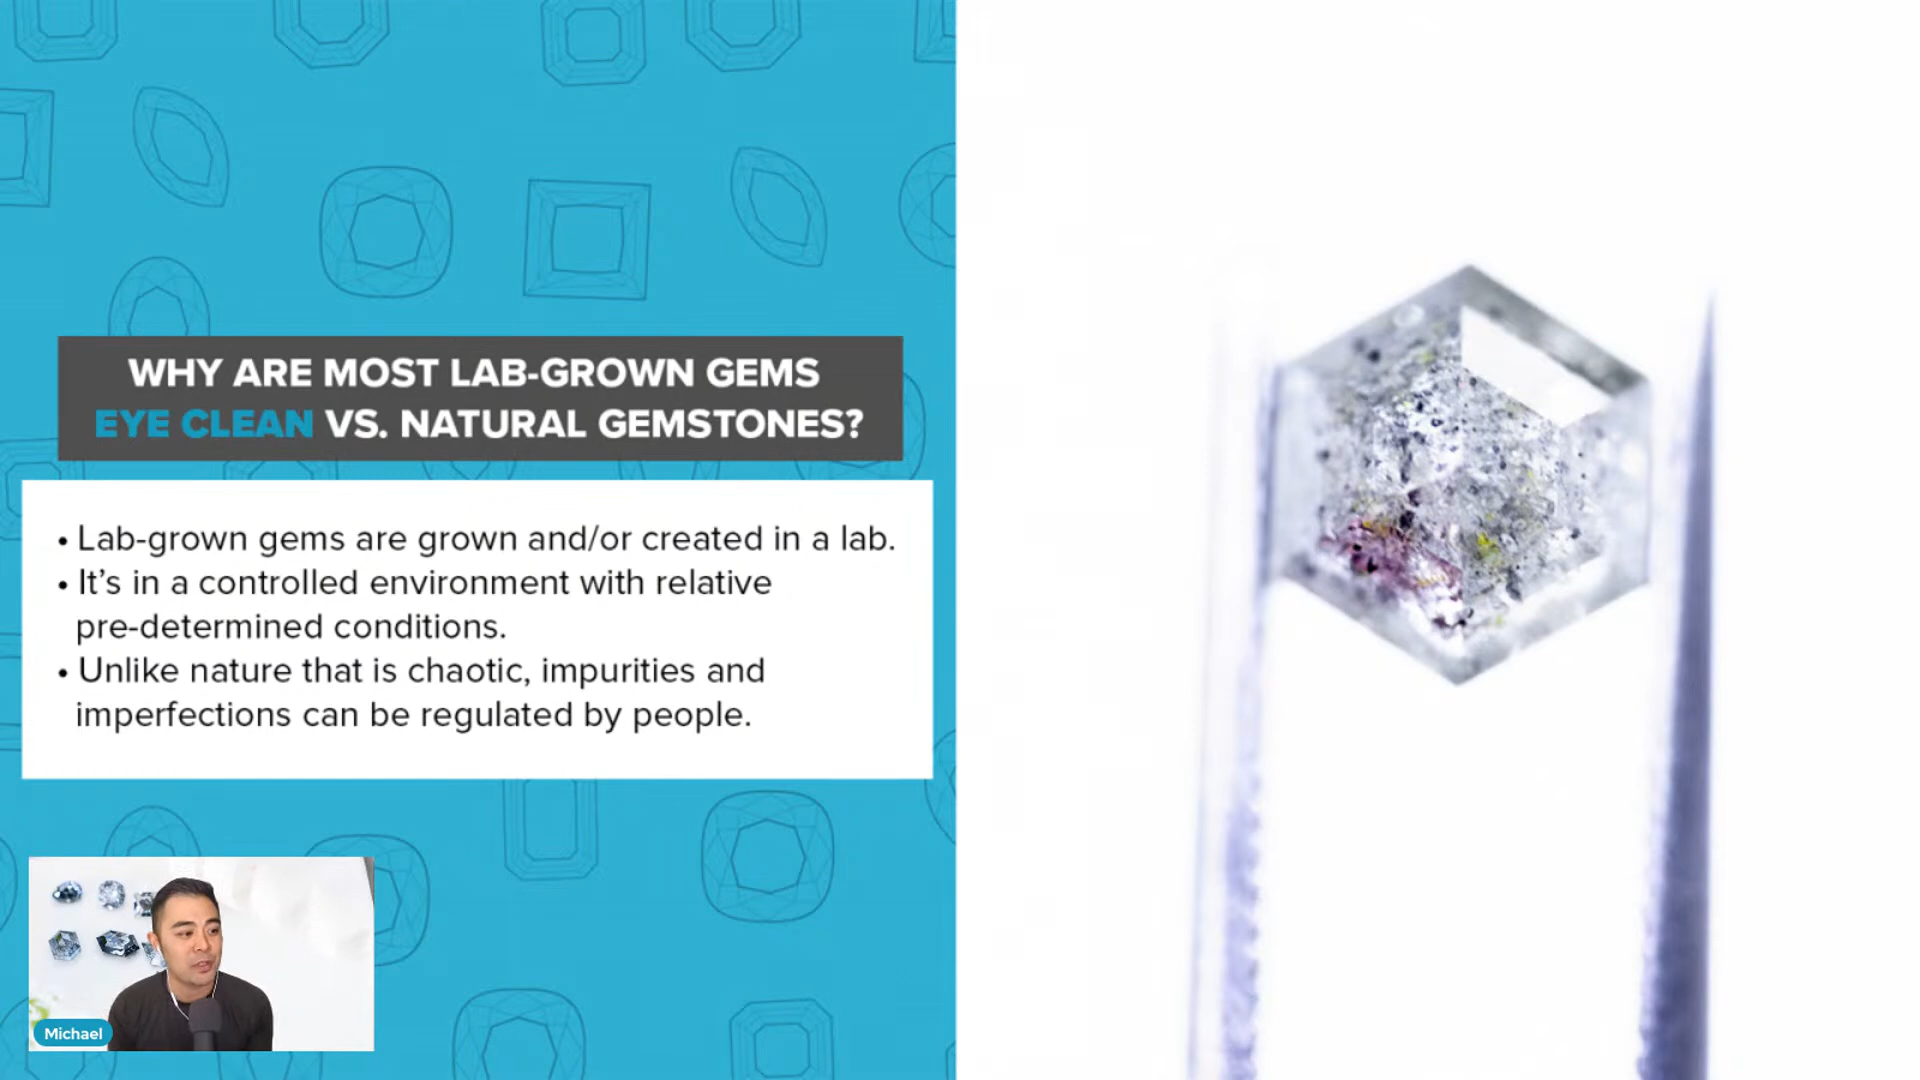 WHY ARE MOST LAB-GROWN GEMS
EYE CLEAN VS. NATURAL GEMSTONES?
• Lab-grown gems are grown and/or created in a lab.
• It’s in a controlled environment with relative
pre-determined conditions.
• Unlike nature that is chaotic, impurities and
imperfections can be regulated by people.
Michael